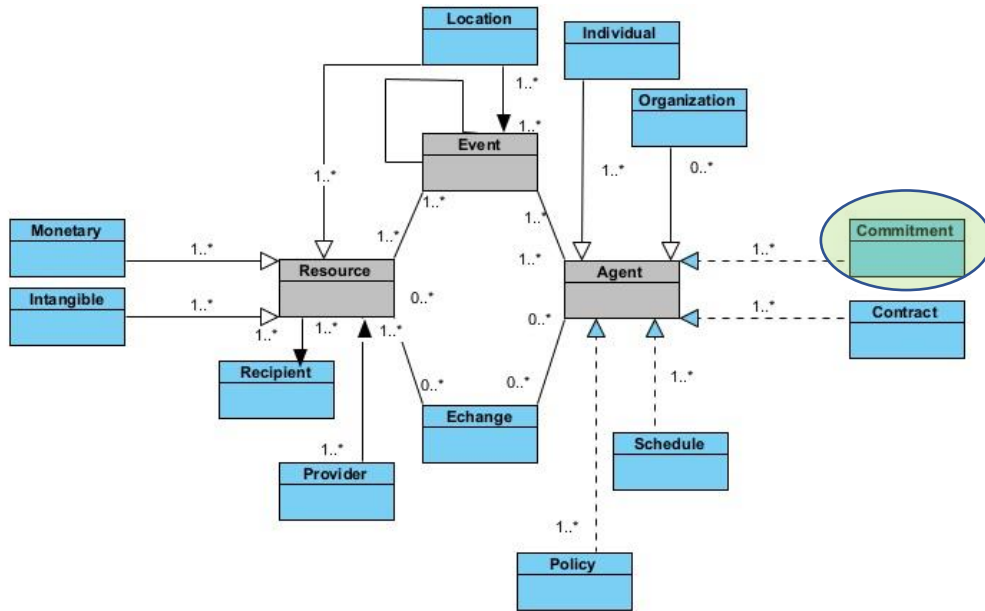 Location
Individual
1..*
Organization
1..*
Event
1..*
1..*
0..*
Monetary
1..*
1..*
Commitment
1..*
1..*
1..*
Resource
1..*
Agent
Intangible
0..*
1..*
1..*
1..*
1..*
0..*
Contract
1..*
Recipient
0..*
0..*
1..*
Echange
Schedule
1..*
Provider
1..*
Policy